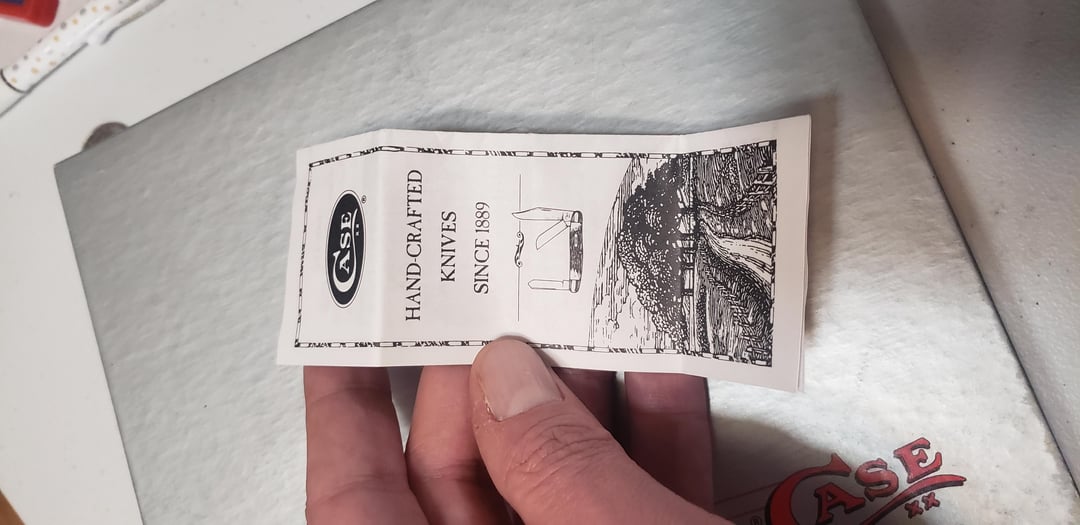 CASE
XX
®
HAND-CRAFTED
KNIVES
SINCE 1889
CASE
XX